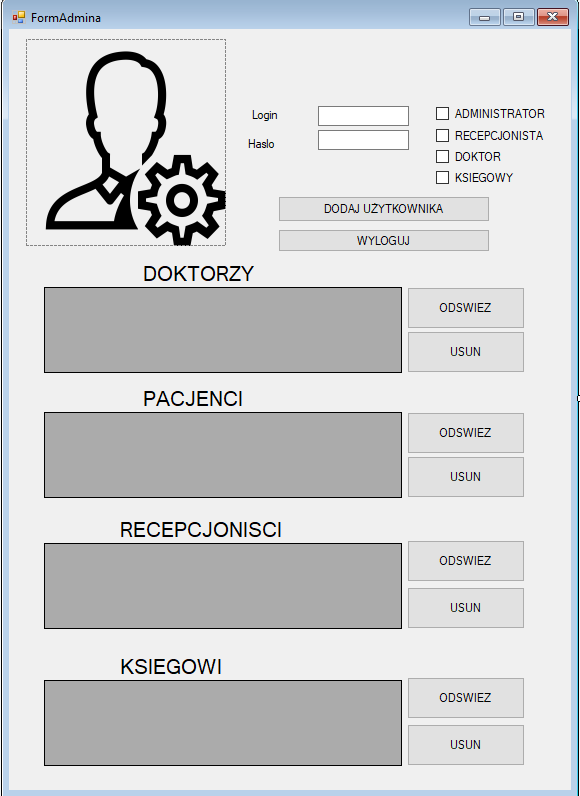 FormAdmina
Login
Haslo
ADMINISTRATOR
RECEPCJONISTA
DOKTOR
KSIEGOWY
DODAJ UŻYTKOWNIKA
WYLOGUJ
DOKTORZY
ODSWIEZ
USUN
PACJENCI
ODSWIEZ
USUN
RECEPCJONISCI
ODSWIEZ
USUN
KSIEGOWI
ODSWIEZ
USUN